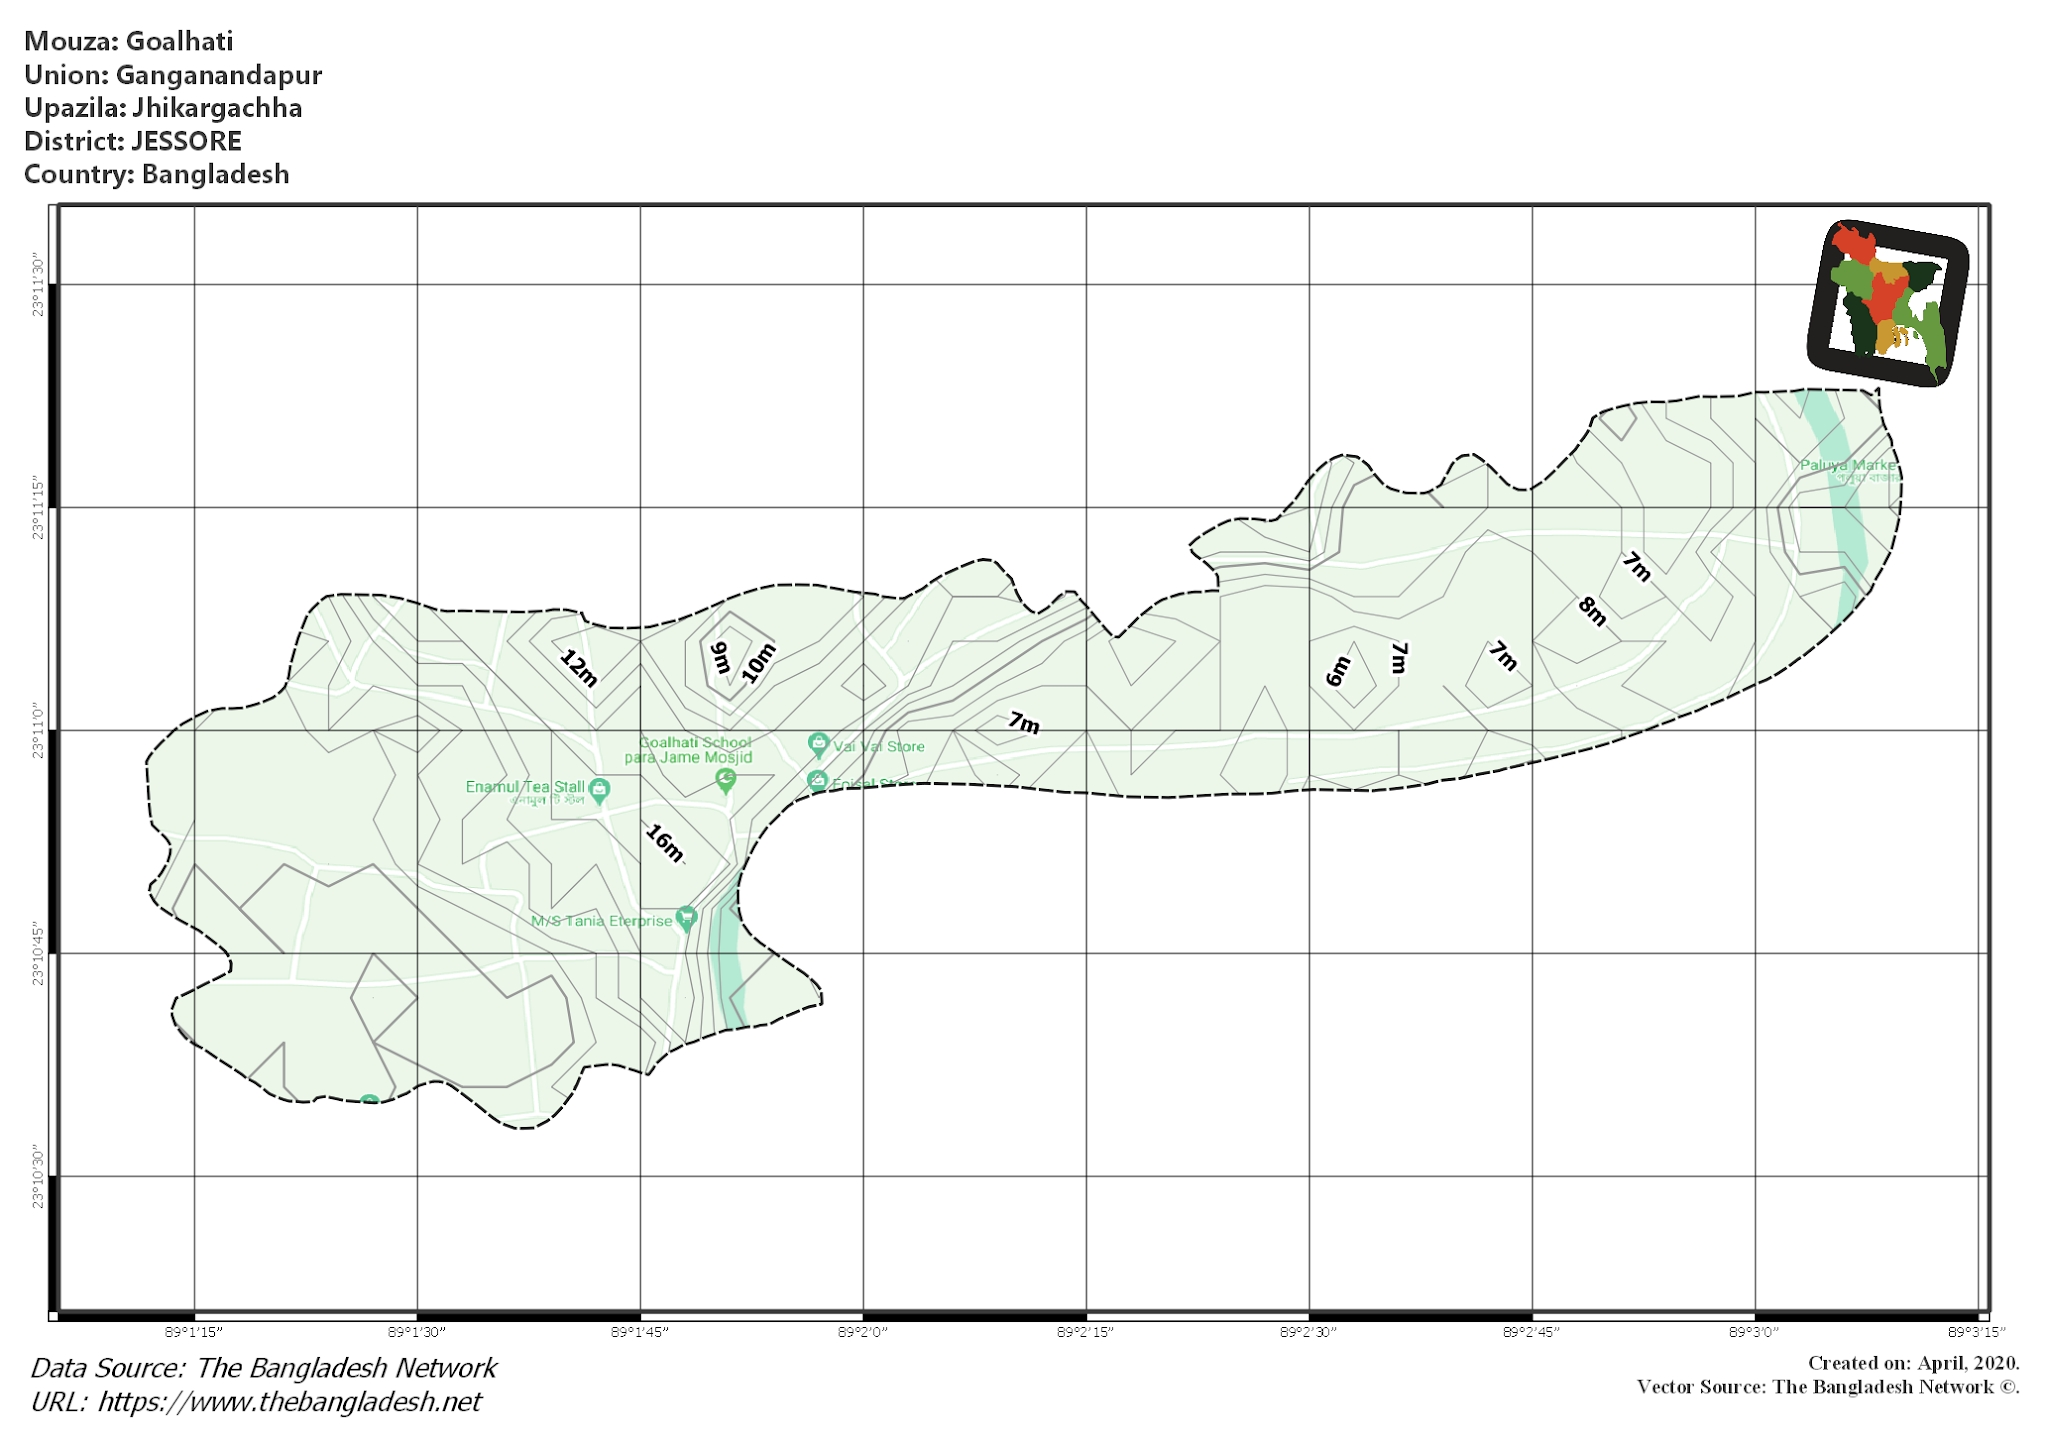 Mouza: Goalhati
Union: Ganganandapur
Upazila: Jhikargachha
District: JESSORE
Country: Bangladesh
23°11'30"
23°11'15"
23°11'0"
23°10'45"
23°10'30"
Paluya Marke
পলুয়া বাজার
7m
8m
12m
9m
10m
6m
7m
7m
7m
Goalhati School
para Jame Mosjid
Vai Vai Store
Enamul Tea Stall
এনামুল টি স্টল
Foisal Store
16m
M/S Tania Eterprise
89°1'15"
89°1'30"
89°1'45"
89°2'0"
89°2'15"
89°2'30"
89°2'45"
89°3'0"
89°3'15"
Data Source: The Bangladesh Network
URL: https://www.thebangladesh.net
Created on: April, 2020.
Vector Source: The Bangladesh Network ©.